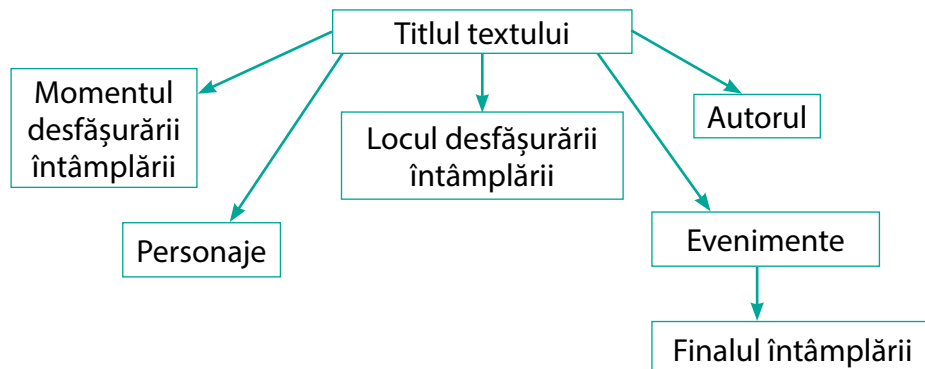 Titlul textului
Momentul
desfășurării
întâmplării
Locul desfășurării
întâmplării
Autorul
Personaje
Evenimente
Finalul întâmplării